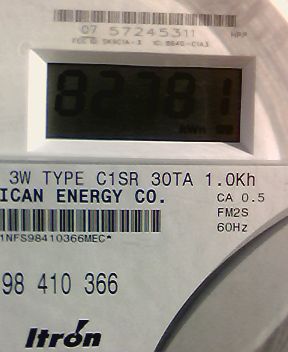 07 57245311
82781
kWH
3W TYPE C1SR 30TA 1.0Kh
ICAN ENERGY CO.
CA 0.5
FM2S
60Hz
1NFS98410366MEC*
98 410 366
Itron